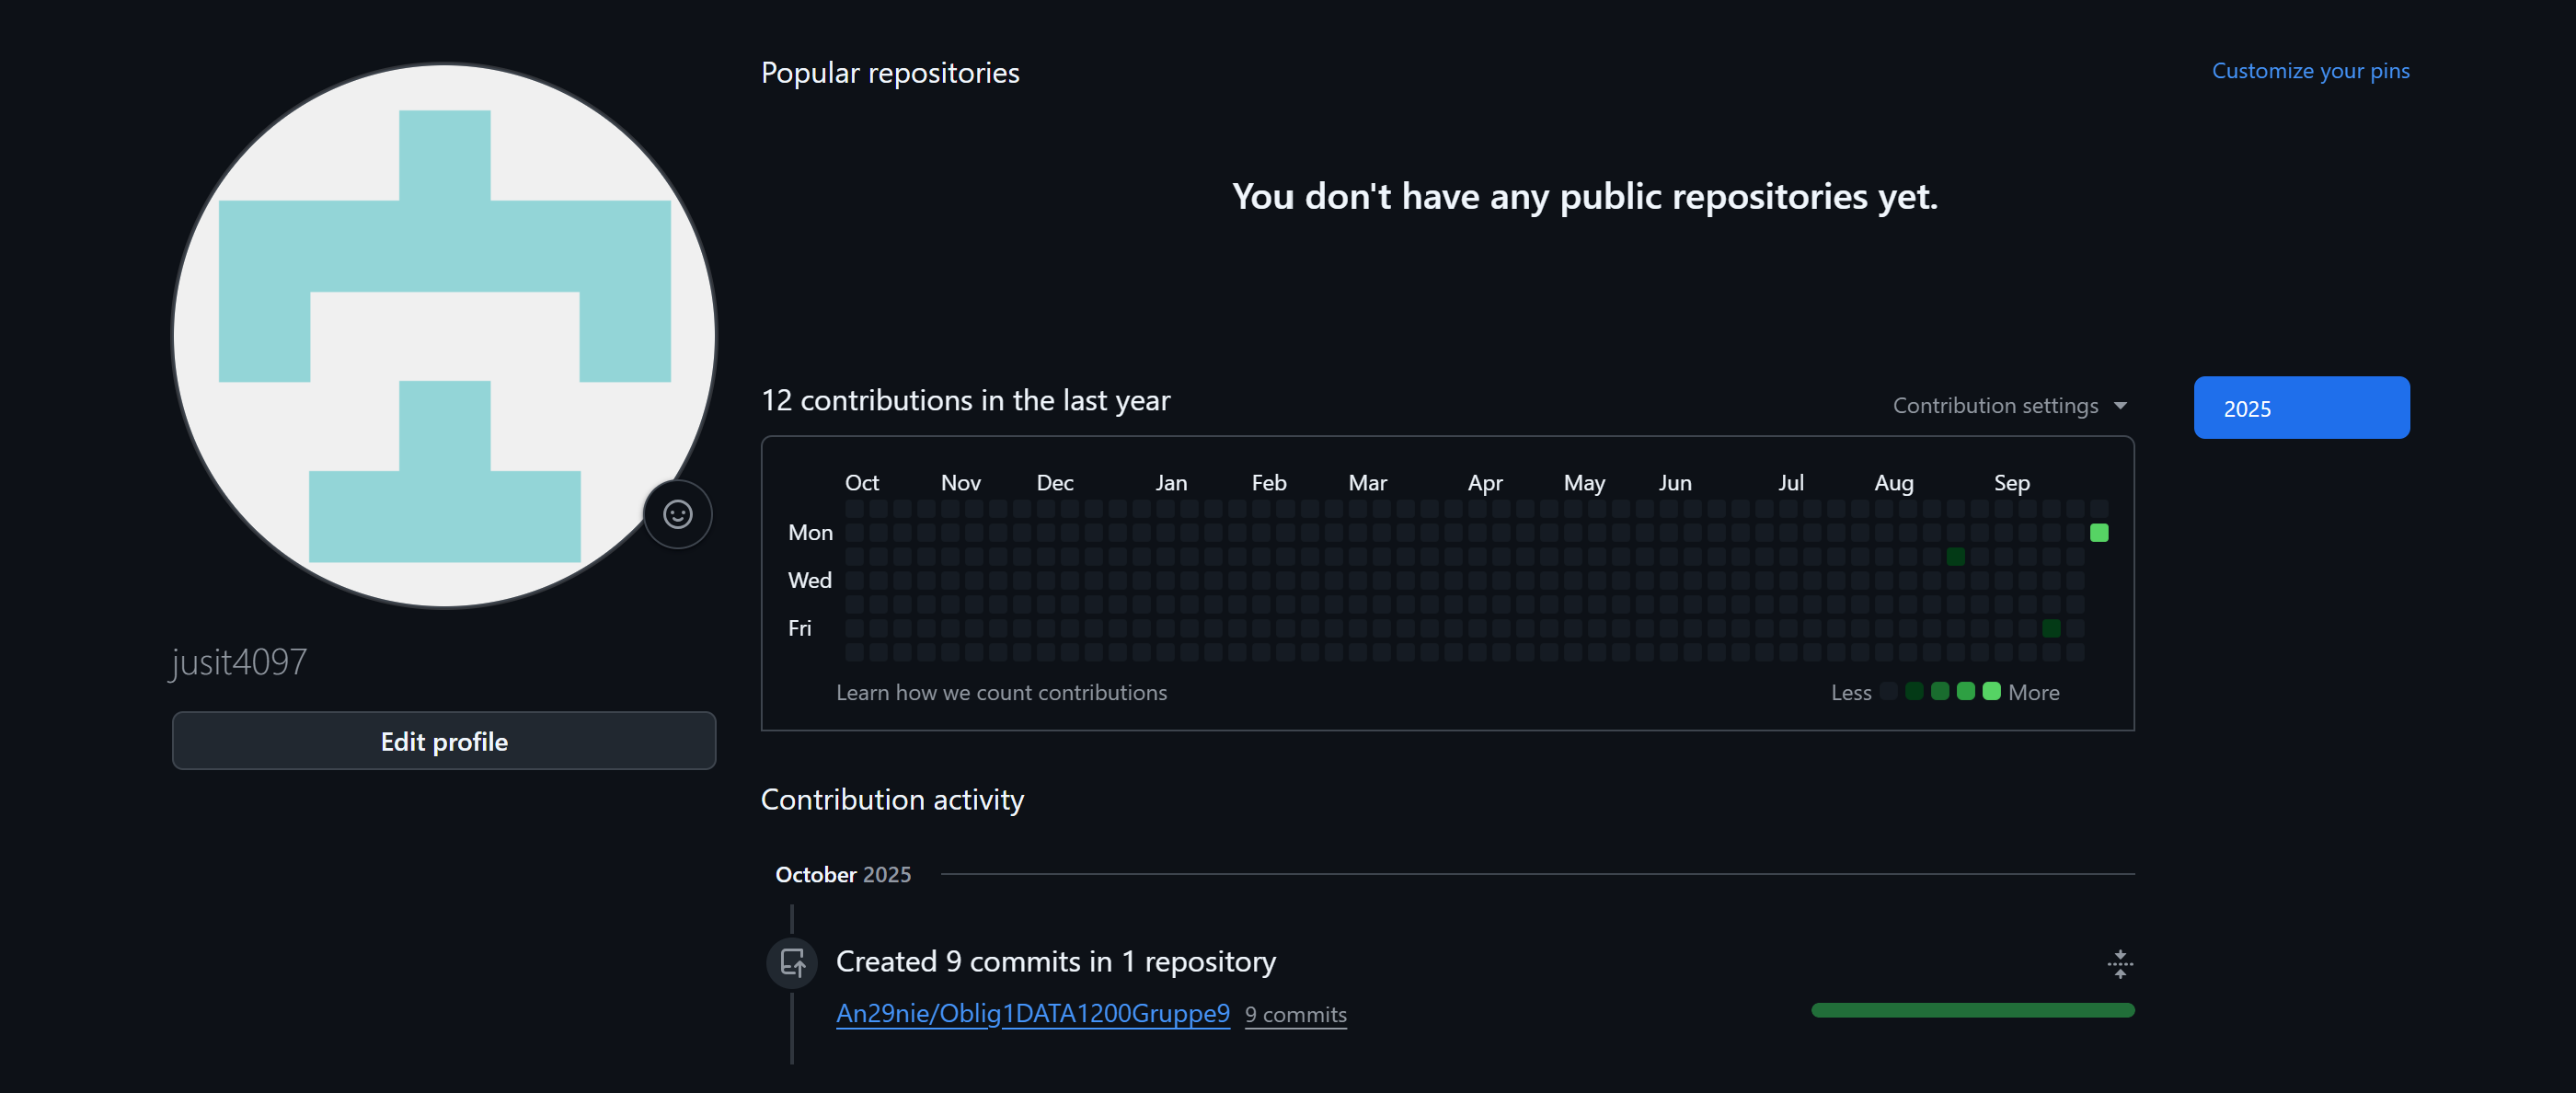 Popular repositories
Customize your pins
You don't have any public repositories yet.
12 contributions in the last year
Contribution settings
2025
Oct Nov Dec Jan Feb Mar Apr May Jun Jul Aug Sep
Mon
Wed
Fri
Learn how we count contributions
Less More
jusit4097
Edit profile
Contribution activity
October 2025
Created 9 commits in 1 repository
An29nie/Oblig1DATA1200Gruppe9 9 commits